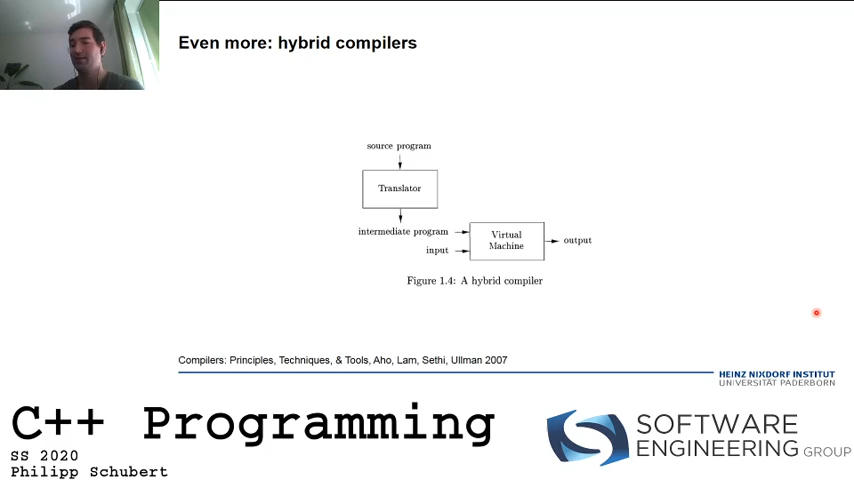 Even more: hybrid compilers
source program
Translator
intermediate program
input
Virtual
Machine
output
Figure 1.4: A hybrid compiler
Compilers: Principles, Techniques, & Tools, Aho, Lam, Sethi, Ullman 2007
HEINZ NIXDORF INSTITUT
UNIVERSITÄT PADERBORN
C++ Programming
SS 2020
Philipp Schubert
SOFTWARE
ENGINEERING GROUP